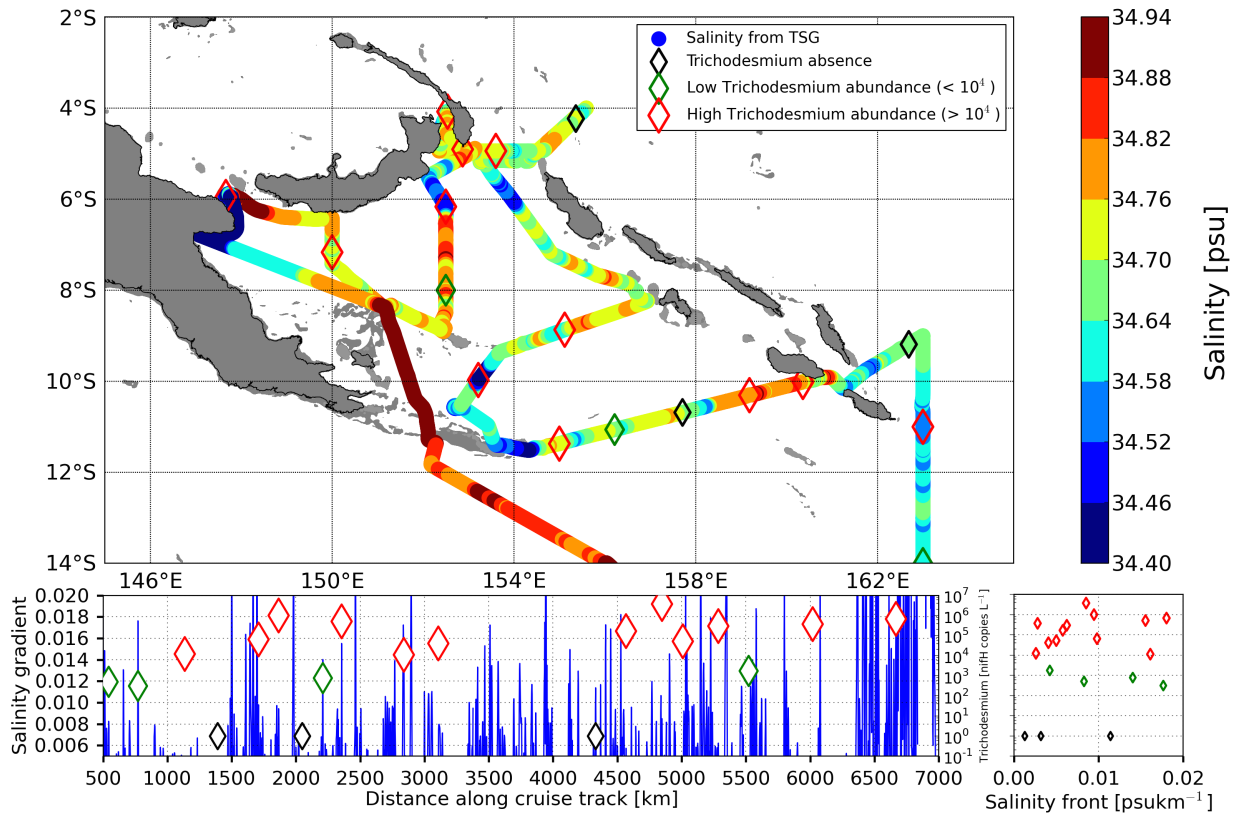 2°S
4°S
6°S
8°S
10°S
12°S
14°S
146°E 150°E 154°E 158°E 162°E
Salinity from TSG
Trichodesmium absence
Low Trichodesmium abundance (< 10⁴ )
High Trichodesmium abundance (> 10⁴ )
34.94
34.88
34.82
34.76
34.70
34.64
34.58
34.52
34.46
34.40
Salinity [psu]
Salinity gradient
0.020
0.018
0.016
0.014
0.012
0.010
0.008
0.006
500 1000 1500 2000 2500 3000 3500 4000 4500 5000 5500 6000 6500 7000
Distance along cruise track [km]
10⁷
10⁶
10⁵
10⁴
10³
10²
10¹
10⁰
10⁻¹
Trichodesmium [nifH copies L⁻¹]
0.00 0.01 0.02
Salinity front [psukm⁻¹]